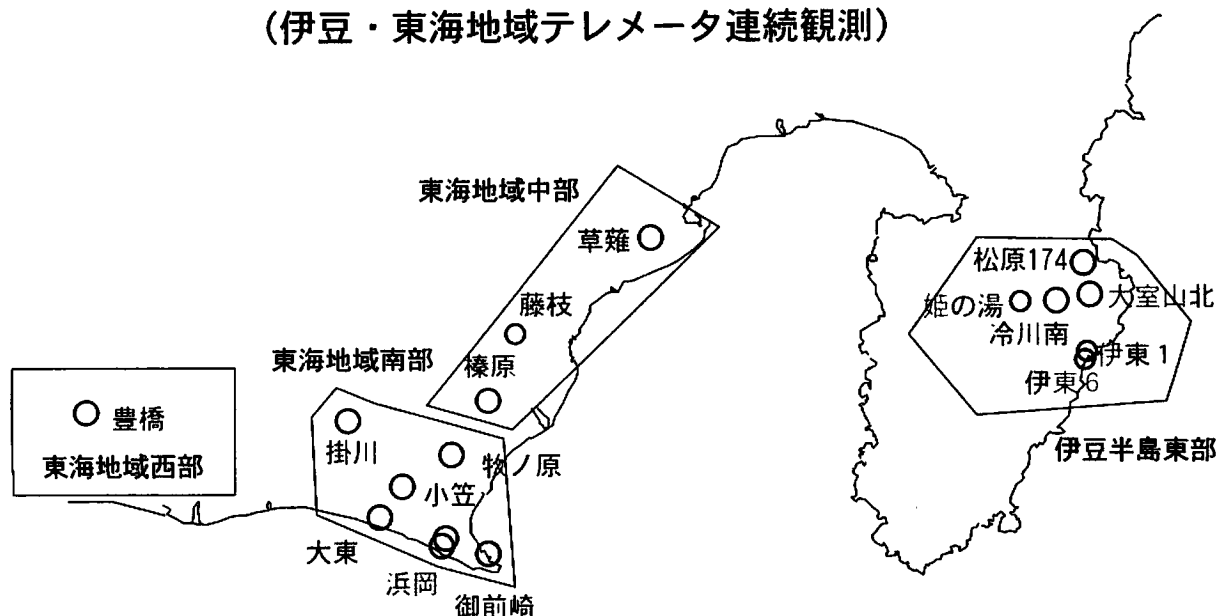 (伊豆・東海地域テレメータ連続観測)
東海地域中部
草薙
藤枝
榛原
東海地域南部
掛川
牧ノ原
小笠
大東
浜岡
御前崎
豊橋
東海地域西部
松原174
姫の湯
大室山北
冷川南
伊東1
伊東6
伊豆半島東部